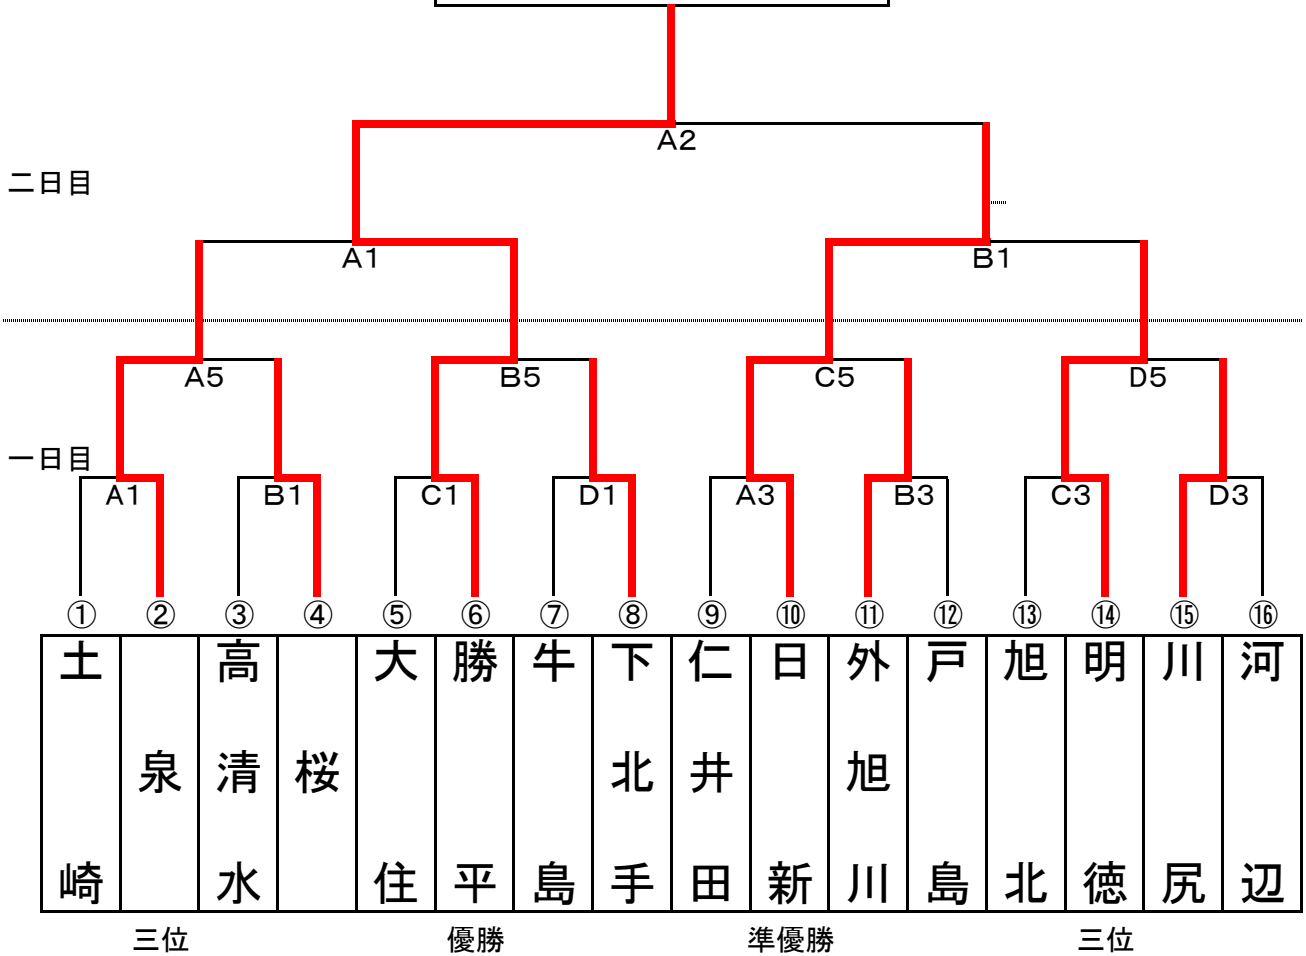 A2
二日目
A1
B1
A5
B5
C5
D5
一日目
A1
B1
C1
D1
A3
B3
C3
D3
① ② ③ ④ ⑤ ⑥ ⑦ ⑧ ⑨ ⑩ ⑪ ⑫ ⑬ ⑭ ⑮ ⑯
土崎
泉
高清水
桜
大住
勝平
牛島
下北手
仁井田
日新
外旭川
戸島
旭北
明徳
川尻
河辺
三位
優勝
準優勝
三位